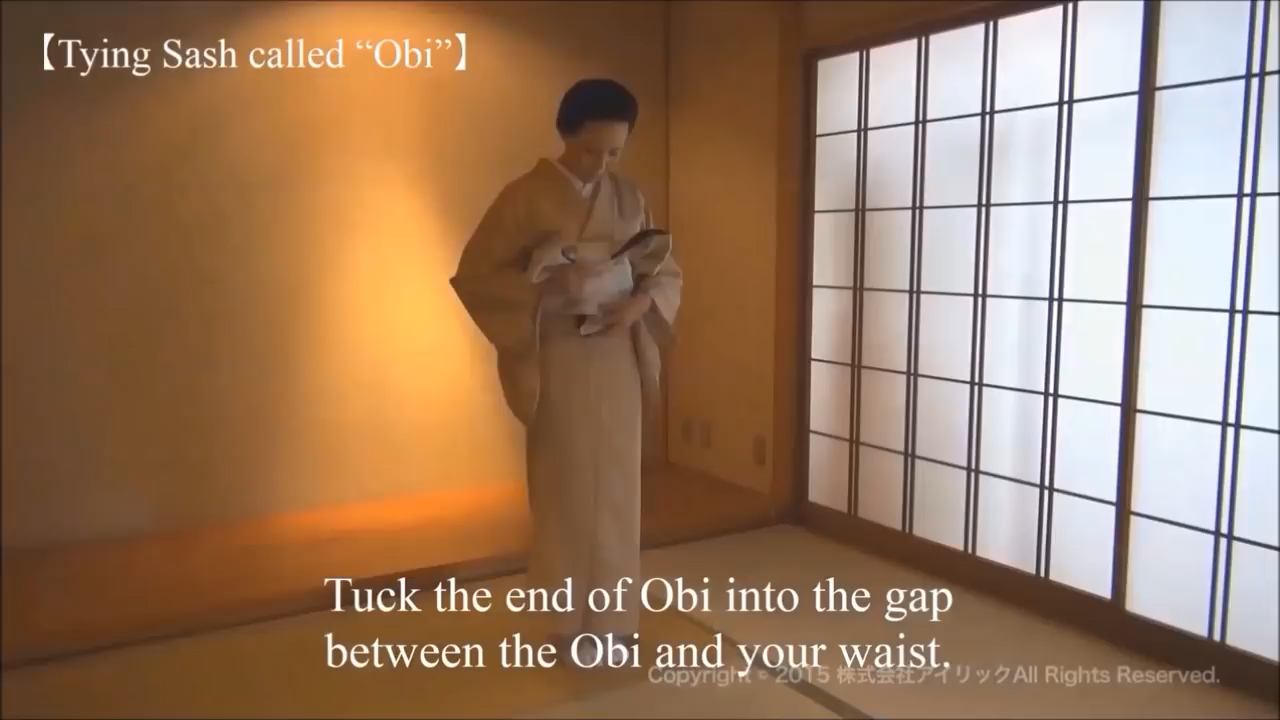 【Tying Sash called “Obi”】
Tuck the end of Obi into the gap
between the Obi and your waist.
Copyright © 2015 株式会社アイリックAll Rights Reserved.